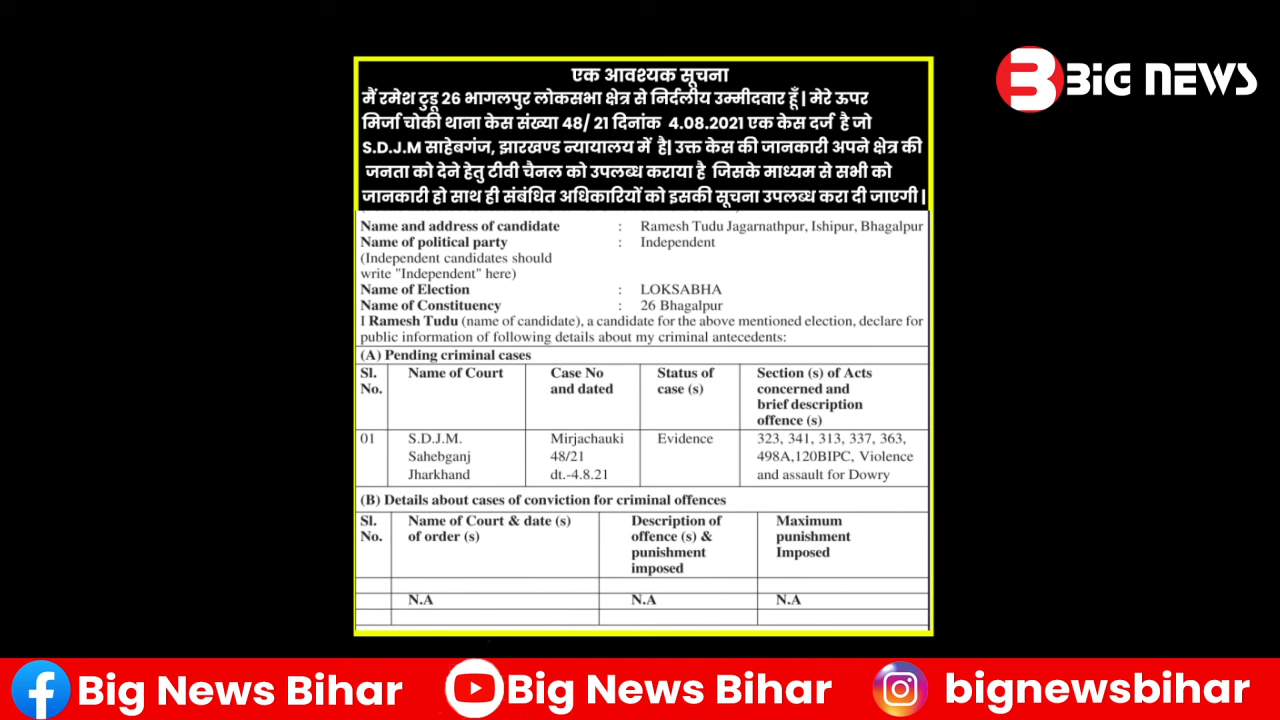 BIG NEWS
एक आवश्यक सूचना
मैं रमेश टुडू 26 भागलपुर लोकसभा क्षेत्र से निर्दलीय उम्मीदवार हूँ | मेरे ऊपर
मिर्जा चोकी थाना केस संख्या 48/ 21 दिनांक 4.08.2021 एक केस दर्ज है जो
S.D.J.M साहेबगंज, झारखण्ड न्यायालय में है| उक्त केस की जानकारी अपने क्षेत्र की
जनता को देने हेतु टीवी चैनल को उपलब्ध कराया है जिसके माध्यम से सभी को
जानकारी हो साथ ही संबंधित अधिकारियों को इसकी सूचना उपलब्ध करा दी जाएगी |
Name and address of candidate : Ramesh Tudu Jagarnathpur, Ishipur, Bhagalpur
Name of political party : Independent
(Independent candidates should
write "Independent" here)
Name of Election : LOKSABHA
Name of Constituency : 26 Bhagalpur
I Ramesh Tudu (name of candidate), a candidate for the above mentioned election, declare for
public information of following details about my criminal antecedents:
(A) Pending criminal cases
Sl. Name of Court Case No Status of Section (s) of Acts
No. and dated case (s) concerned and
brief description
offence (s)
01 S.D.J.M. Mirjachauki Evidence 323, 341, 313, 337, 363,
Sahebganj 48/21 498A,120BIPC, Violence
Jharkhand dt.-4.8.21 and assault for Dowry
(B) Details about cases of conviction for criminal offences
Sl. Name of Court & date (s) Description of Maximum
No. of order (s) offence (s) & punishment
punishment Imposed
imposed
N.A N.A N.A
Big News Bihar Big News Bihar bignewsbihar